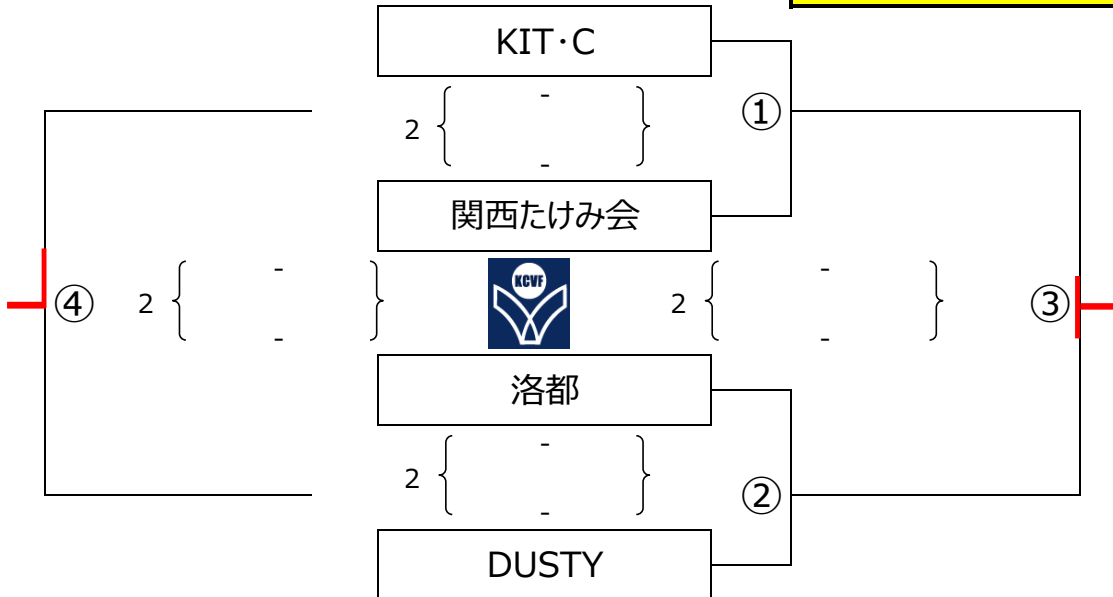 KIT・C
2 { - }
-
①
関西たけみ会
④ 2 { - }
-
KCVF
2 { - }
-
③
洛都
2 { - }
-
②
DUSTY